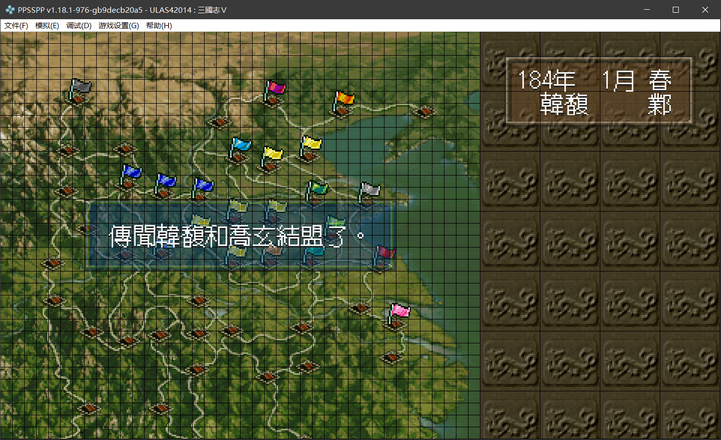 PPSSPP v1.18.1-976-gb9decb20a5 - ULAS42014 : 三國志Ⅴ
文件(F) 模拟(E) 调试(D) 游戏设置(G) 帮助(H)
184年 1月 春
韓馥 鄴
傳聞韓馥和喬玄結盟了。